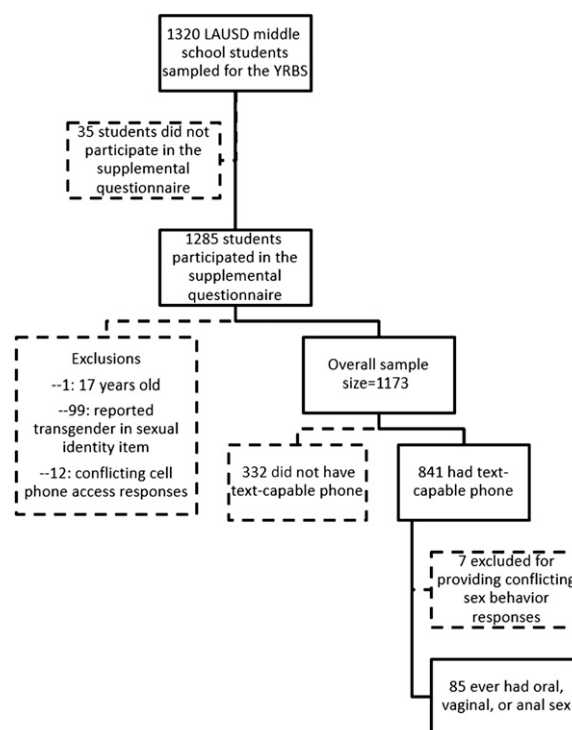 1320 LAUSD middle
school students
sampled for the YRBS
35 students did not
participate in the
supplemental
questionnaire
1285 students
participated in the
supplemental
questionnaire
Exclusions
--1: 17 years old
--99: reported
transgender in sexual
identity item
--12: conflicting cell
phone access responses
Overall sample
size=1173
332 did not have
text-capable phone
841 had text-
capable phone
7 excluded for
providing conflicting
sex behavior
responses
85 ever had oral,
vaginal, or anal sex